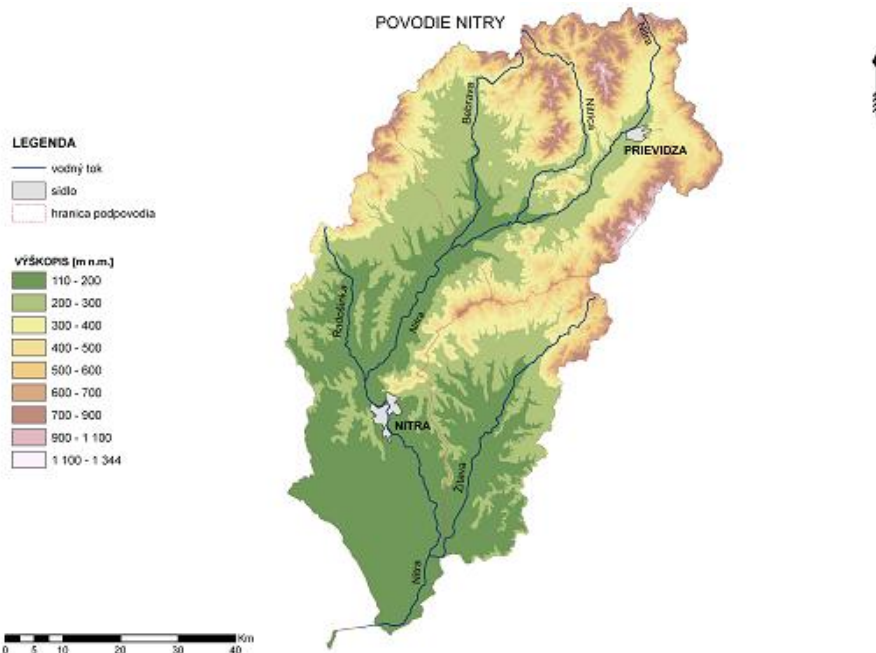 POVODIE NITRY
LEGENDA
vodný tok
sídlo
hranica podpovodia
VÝŠKOPIS [m n.m.]
110 - 200
200 - 300
300 - 400
400 - 500
500 - 600
600 - 700
700 - 900
900 - 1 100
1 100 - 1 344
Nitra
Bebrava
Nitrica
PRIEVIDZA
Radošinka
Nitra
NITRA
Žitava
Nitra
Km
0 5 10 20 30 40